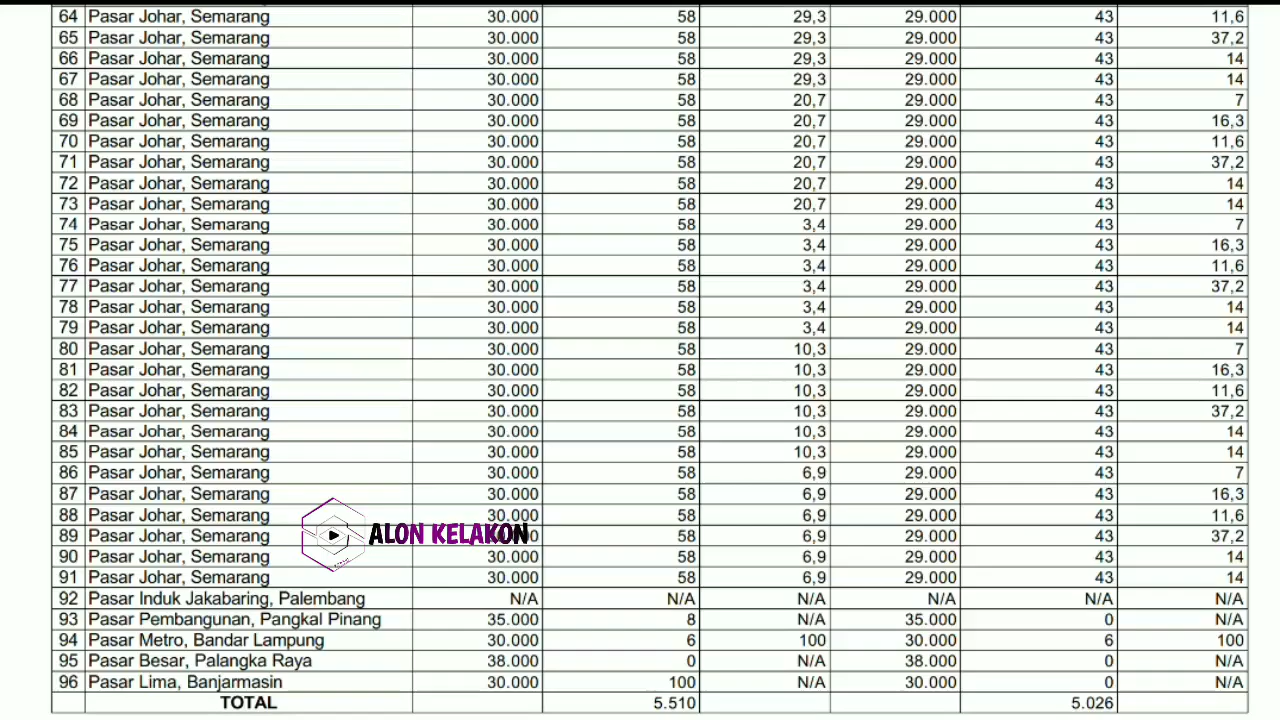 64 Pasar Johar, Semarang 30.000 58 29,3 29.000 43 11,6
65 Pasar Johar, Semarang 30.000 58 29,3 29.000 43 37,2
66 Pasar Johar, Semarang 30.000 58 29,3 29.000 43 14
67 Pasar Johar, Semarang 30.000 58 29,3 29.000 43 14
68 Pasar Johar, Semarang 30.000 58 20,7 29.000 43 7
69 Pasar Johar, Semarang 30.000 58 20,7 29.000 43 16,3
70 Pasar Johar, Semarang 30.000 58 20,7 29.000 43 11,6
71 Pasar Johar, Semarang 30.000 58 20,7 29.000 43 37,2
72 Pasar Johar, Semarang 30.000 58 20,7 29.000 43 14
73 Pasar Johar, Semarang 30.000 58 20,7 29.000 43 14
74 Pasar Johar, Semarang 30.000 58 3,4 29.000 43 7
75 Pasar Johar, Semarang 30.000 58 3,4 29.000 43 16,3
76 Pasar Johar, Semarang 30.000 58 3,4 29.000 43 11,6
77 Pasar Johar, Semarang 30.000 58 3,4 29.000 43 37,2
78 Pasar Johar, Semarang 30.000 58 3,4 29.000 43 14
79 Pasar Johar, Semarang 30.000 58 3,4 29.000 43 14
80 Pasar Johar, Semarang 30.000 58 10,3 29.000 43 7
81 Pasar Johar, Semarang 30.000 58 10,3 29.000 43 16,3
82 Pasar Johar, Semarang 30.000 58 10,3 29.000 43 11,6
83 Pasar Johar, Semarang 30.000 58 10,3 29.000 43 37,2
84 Pasar Johar, Semarang 30.000 58 10,3 29.000 43 14
85 Pasar Johar, Semarang 30.000 58 10,3 29.000 43 14
86 Pasar Johar, Semarang 30.000 58 6,9 29.000 43 7
87 Pasar Johar, Semarang 30.000 58 6,9 29.000 43 16,3
88 Pasar Johar, Semarang 30.000 58 6,9 29.000 43 11,6
ALON KELAKON
89 Pasar Johar, Semarang 58 6,9 29.000 43 37,2
90 Pasar Johar, Semarang 30.000 58 6,9 29.000 43 14
91 Pasar Johar, Semarang 30.000 58 6,9 29.000 43 14
92 Pasar Induk Jakabaring, Palembang N/A N/A N/A N/A N/A N/A
93 Pasar Pembangunan, Pangkal Pinang 35.000 8 N/A 35.000 0 N/A
94 Pasar Metro, Bandar Lampung 30.000 6 100 30.000 6 100
95 Pasar Besar, Palangka Raya 38.000 0 N/A 38.000 0 N/A
96 Pasar Lima, Banjarmasin 30.000 100 N/A 30.000 0 N/A
TOTAL 5.510 5.026